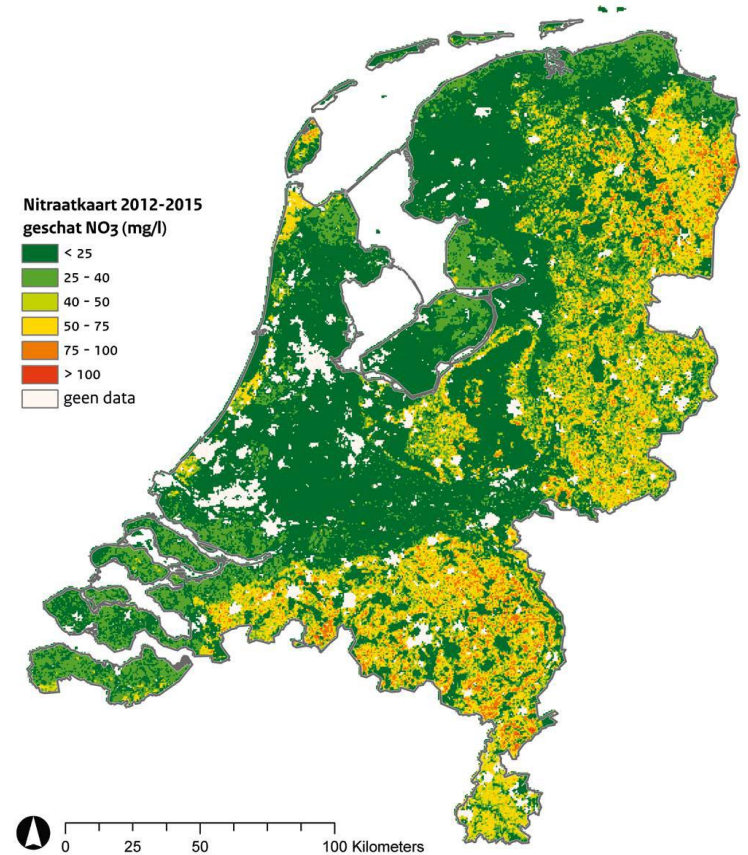 Nitraatkaart 2012-2015
geschat NO3 (mg/l)
< 25
25 - 40
40 - 50
50 - 75
75 - 100
> 100
geen data
0 25 50 100 Kilometers